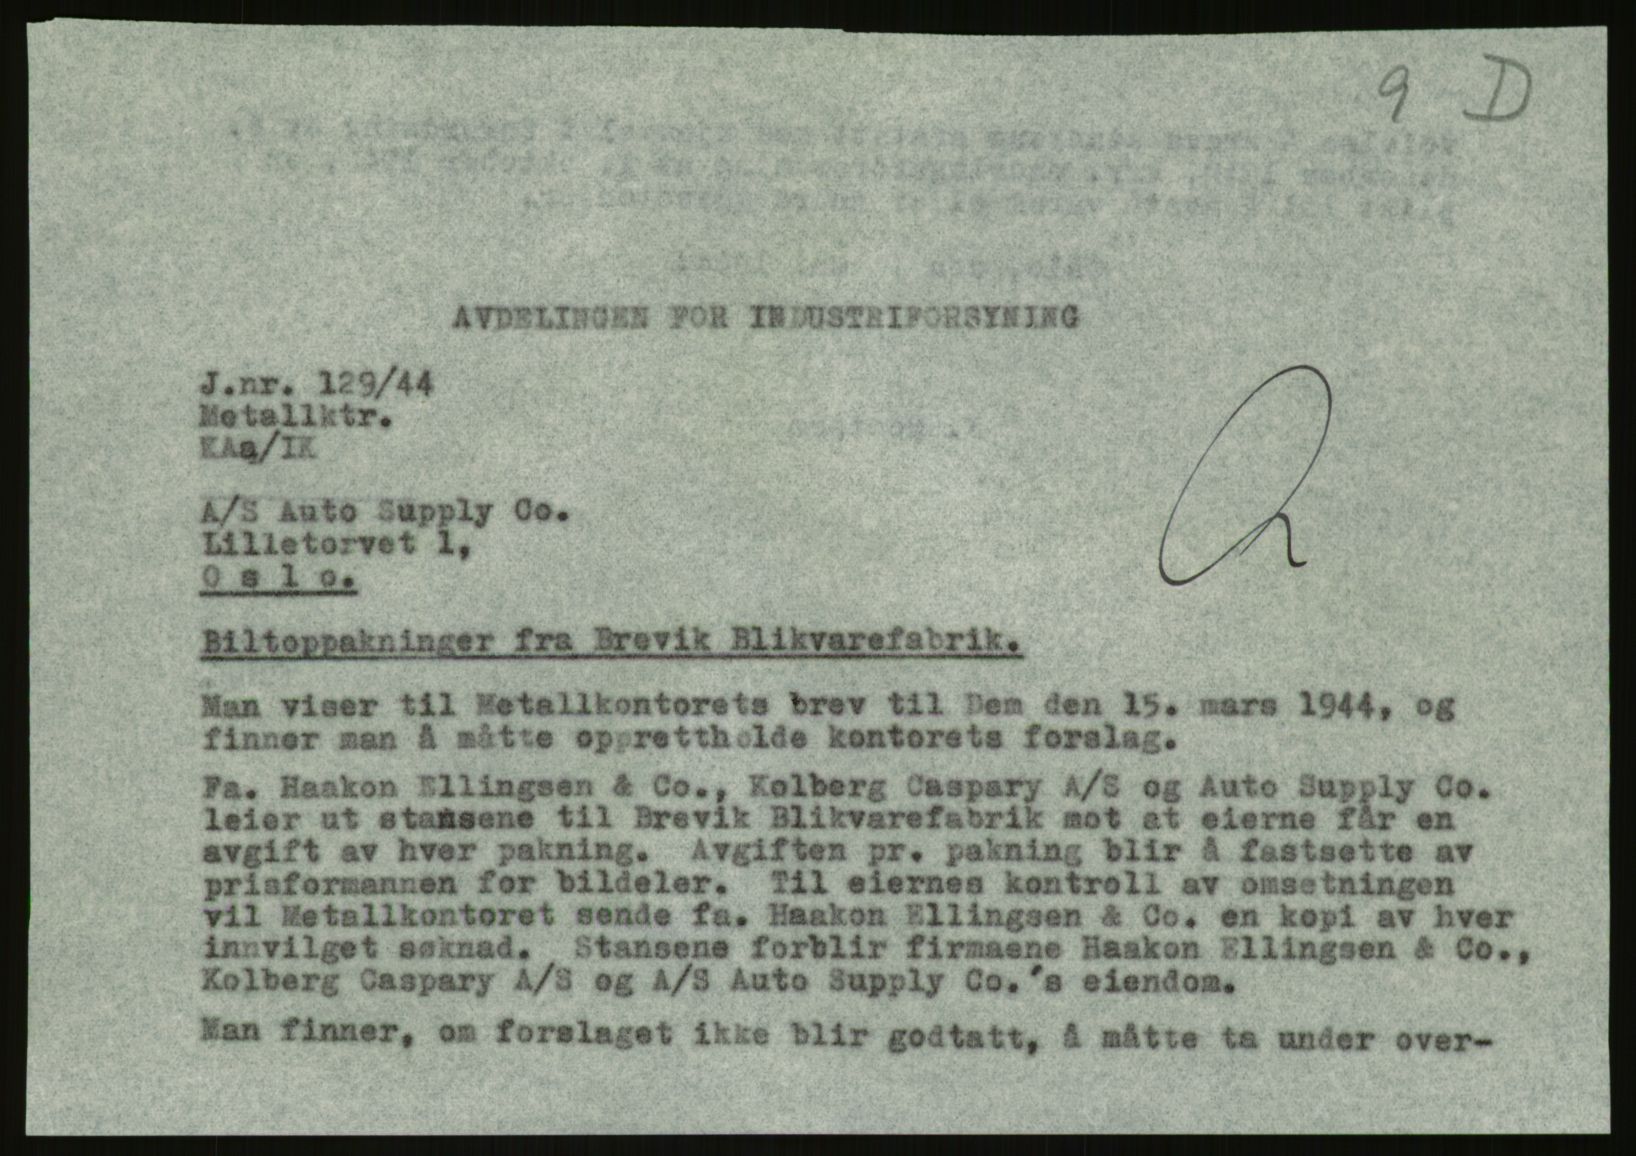 9 D
AVDELINGEN FOR INDUSTRIFORSYNING
J.nr. 129/44
Metallktr.
KAa/IK
A/S Auto Supply Co.
Lilletorvet 1,
O s l o.
Biltoppakninger fra Brevik Blikvarefabrik.
Man viser til Metallkontorets brev til Dem den 15. mars 1944, og
finner man å måtte opprettholde kontorets forslag.
Fa. Haakon Ellingsen & Co., Kolberg Caspary A/S og Auto Supply Co.
leier ut stansene til Brevik Blikvarefabrik mot at eierne får en
avgift av hver pakning. Avgiften pr. pakning blir å fastsette av
prisformannen for bildeler. Til eiernes kontroll av omsetningen
vil Metallkontoret sende fa. Haakon Ellingsen & Co. en kopi av hver
innvilget søknad. Stansene forblir firmaene Haakon Ellingsen & Co.,
Kolberg Caspary A/S og A/S Auto Supply Co.'s eiendom.
Man finner, om forslaget ikke blir godtatt, å måtte ta under over-